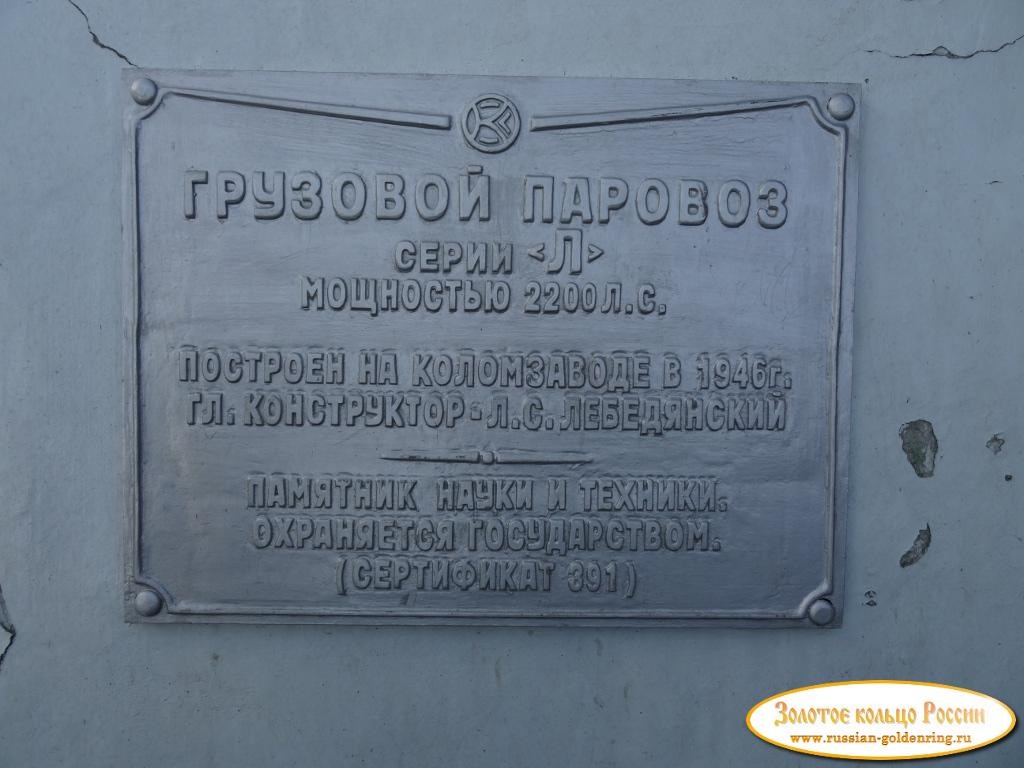 ГРУЗОВОЙ ПАРОВОЗ
СЕРИИ <Л>
МОЩНОСТЬЮ 2200 Л.С.
ПОСТРОЕН НА КОЛОМЗАВОДЕ В 1946г.
ГЛ. КОНСТРУКТОР - Л.С. ЛЕБЕДЯНСКИЙ
ПАМЯТНИК НАУКИ И ТЕХНИКИ.
ОХРАНЯЕТСЯ ГОСУДАРСТВОМ.
(СЕРТИФИКАТ 391)
Золотое кольцо России
www.russian-goldenring.ru